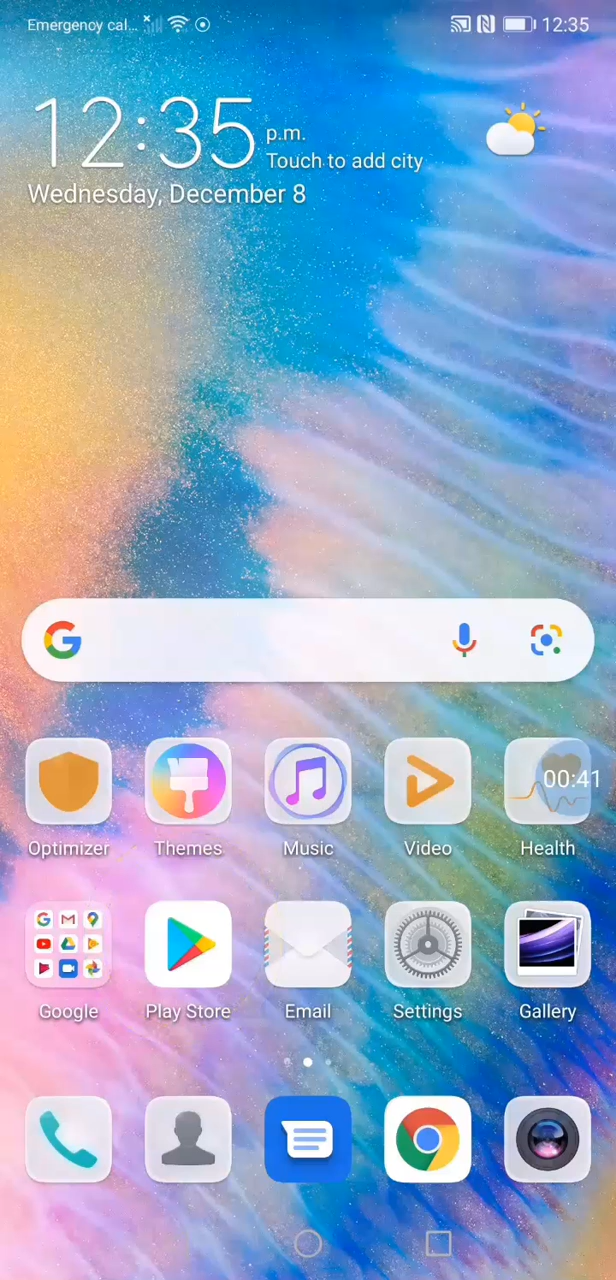 Emergency cal... 12:35
12:35 p.m.
Touch to add city
Wednesday, December 8
00:41
Optimizer Themes Music Video Health
Google Play Store Email Settings Gallery